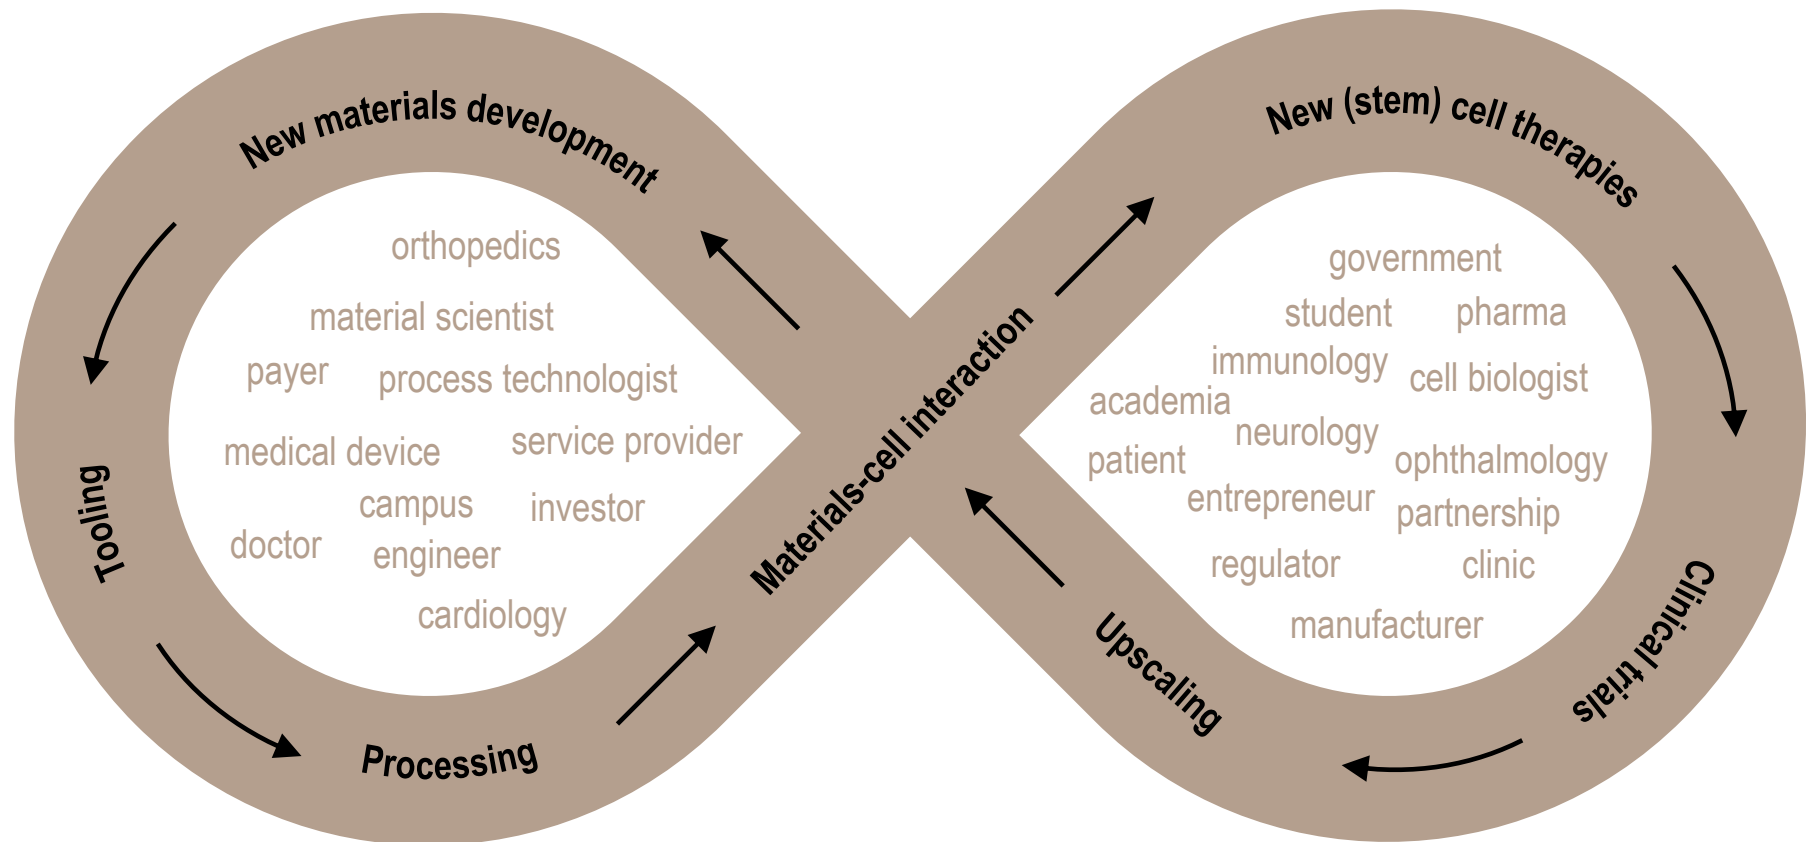 New materials development
Tooling
Processing
Materials-cell interaction
New (stem) cell therapies
Clinical trials
Upscaling
orthopedics
material scientist
payer
process technologist
medical device
service provider
campus
investor
doctor
engineer
cardiology
government
student
pharma
immunology
cell biologist
academia
neurology
patient
ophthalmology
entrepreneur
partnership
regulator
clinic
manufacturer